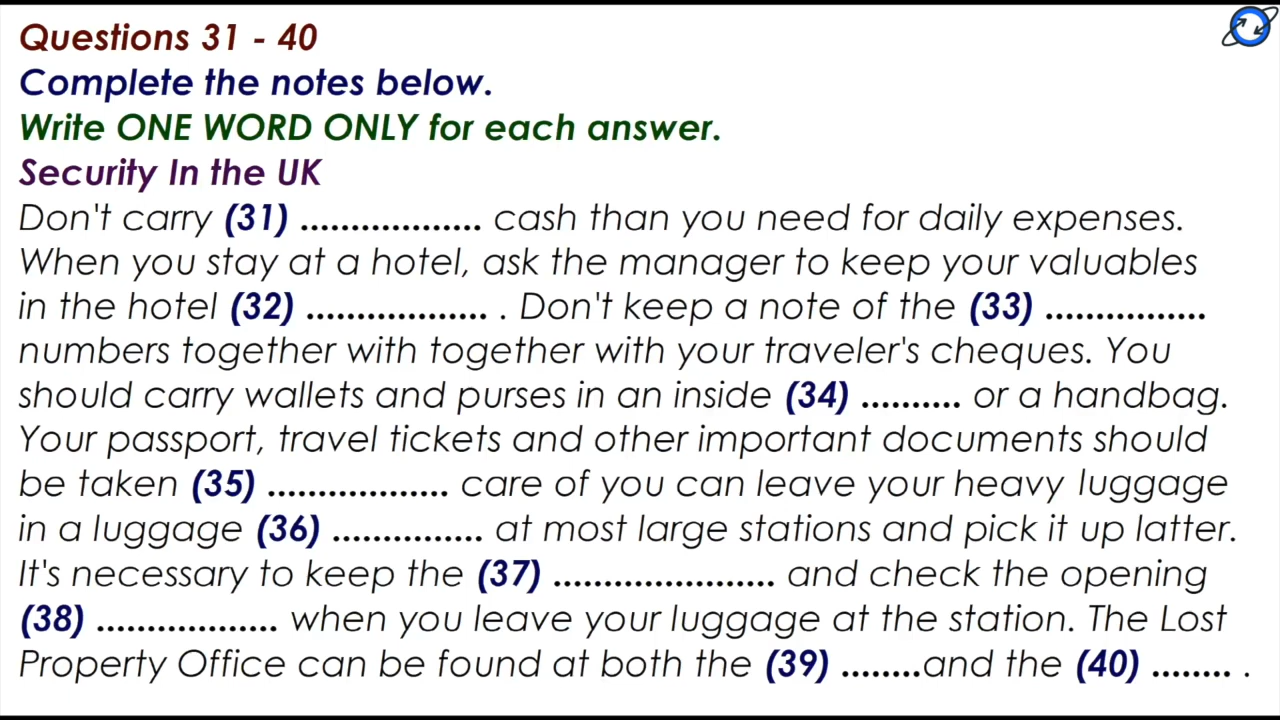 Questions 31 - 40
Complete the notes below.
Write ONE WORD ONLY for each answer.
Security In the UK
Don't carry (31) .................. cash than you need for daily expenses.
When you stay at a hotel, ask the manager to keep your valuables
in the hotel (32) .................. . Don't keep a note of the (33) ................
numbers together with together with your traveler's cheques. You
should carry wallets and purses in an inside (34) .......... or a handbag.
Your passport, travel tickets and other important documents should
be taken (35) .................. care of you can leave your heavy luggage
in a luggage (36) ............... at most large stations and pick it up latter.
It's necessary to keep the (37) ...................... and check the opening
(38) .................. when you leave your luggage at the station. The Lost
Property Office can be found at both the (39) ........and the (40) ........ .